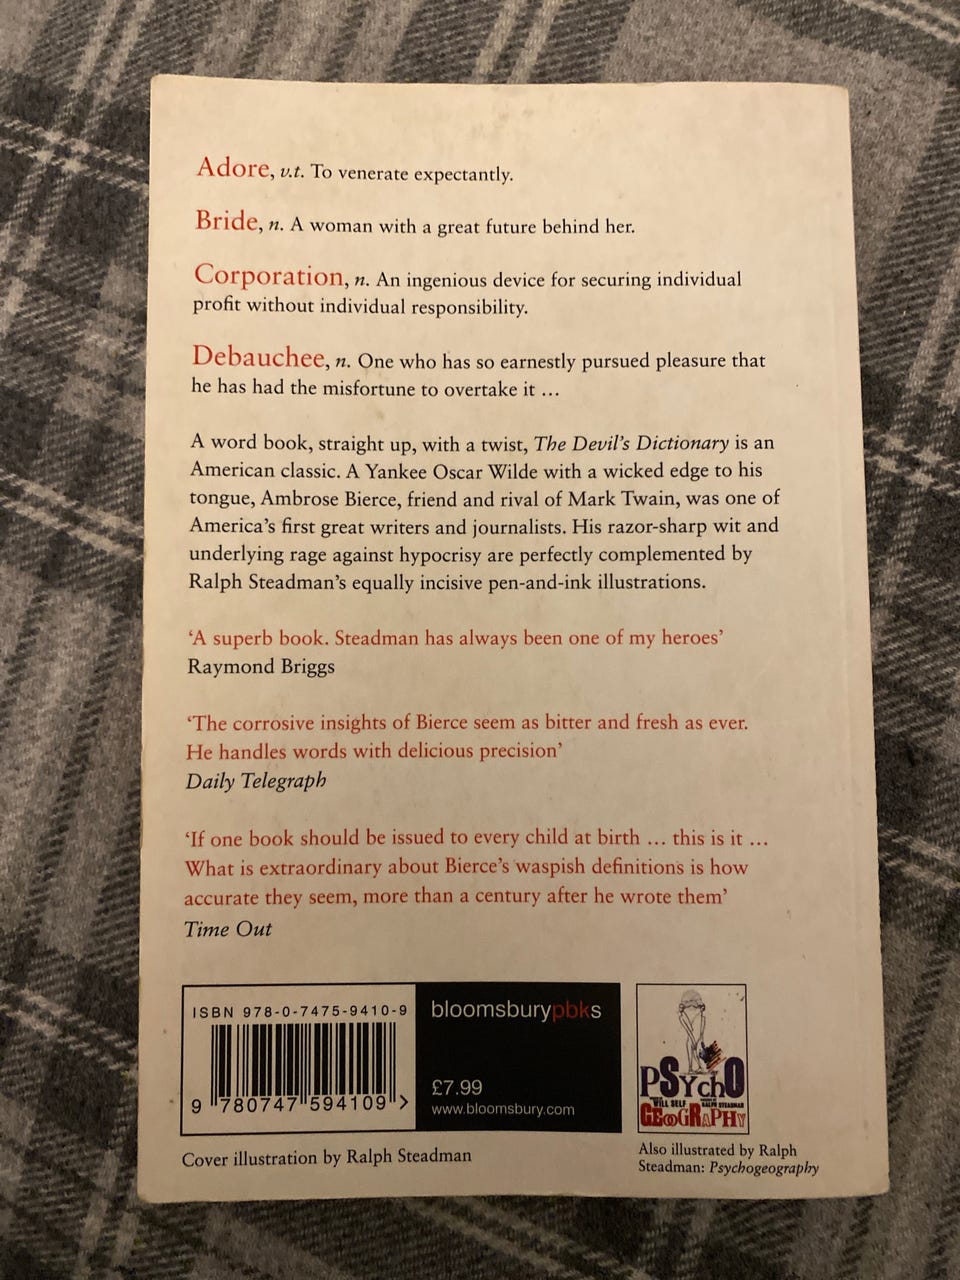 Adore, v.t. To venerate expectantly.
Bride, n. A woman with a great future behind her.
Corporation, n. An ingenious device for securing individual
profit without individual responsibility.
Debauchee, n. One who has so earnestly pursued pleasure that
he has had the misfortune to overtake it …
A word book, straight up, with a twist, The Devil's Dictionary is an
American classic. A Yankee Oscar Wilde with a wicked edge to his
tongue, Ambrose Bierce, friend and rival of Mark Twain, was one of
America's first great writers and journalists. His razor-sharp wit and
underlying rage against hypocrisy are perfectly complemented by
Ralph Steadman's equally incisive pen-and-ink illustrations.
‘A superb book. Steadman has always been one of my heroes’
Raymond Briggs
‘The corrosive insights of Bierce seem as bitter and fresh as ever.
He handles words with delicious precision’
Daily Telegraph
‘If one book should be issued to every child at birth … this is it …
What is extraordinary about Bierce's waspish definitions is how
accurate they seem, more than a century after he wrote them’
Time Out
ISBN 978-0-7475-9410-9
9 780747 594109 >
bloomsburypbks
£7.99
www.bloomsbury.com
PSYchO
WILL SELF RALPH STEADMAN
GEOGRAPHY
Cover illustration by Ralph Steadman
Also illustrated by Ralph
Steadman: Psychogeography